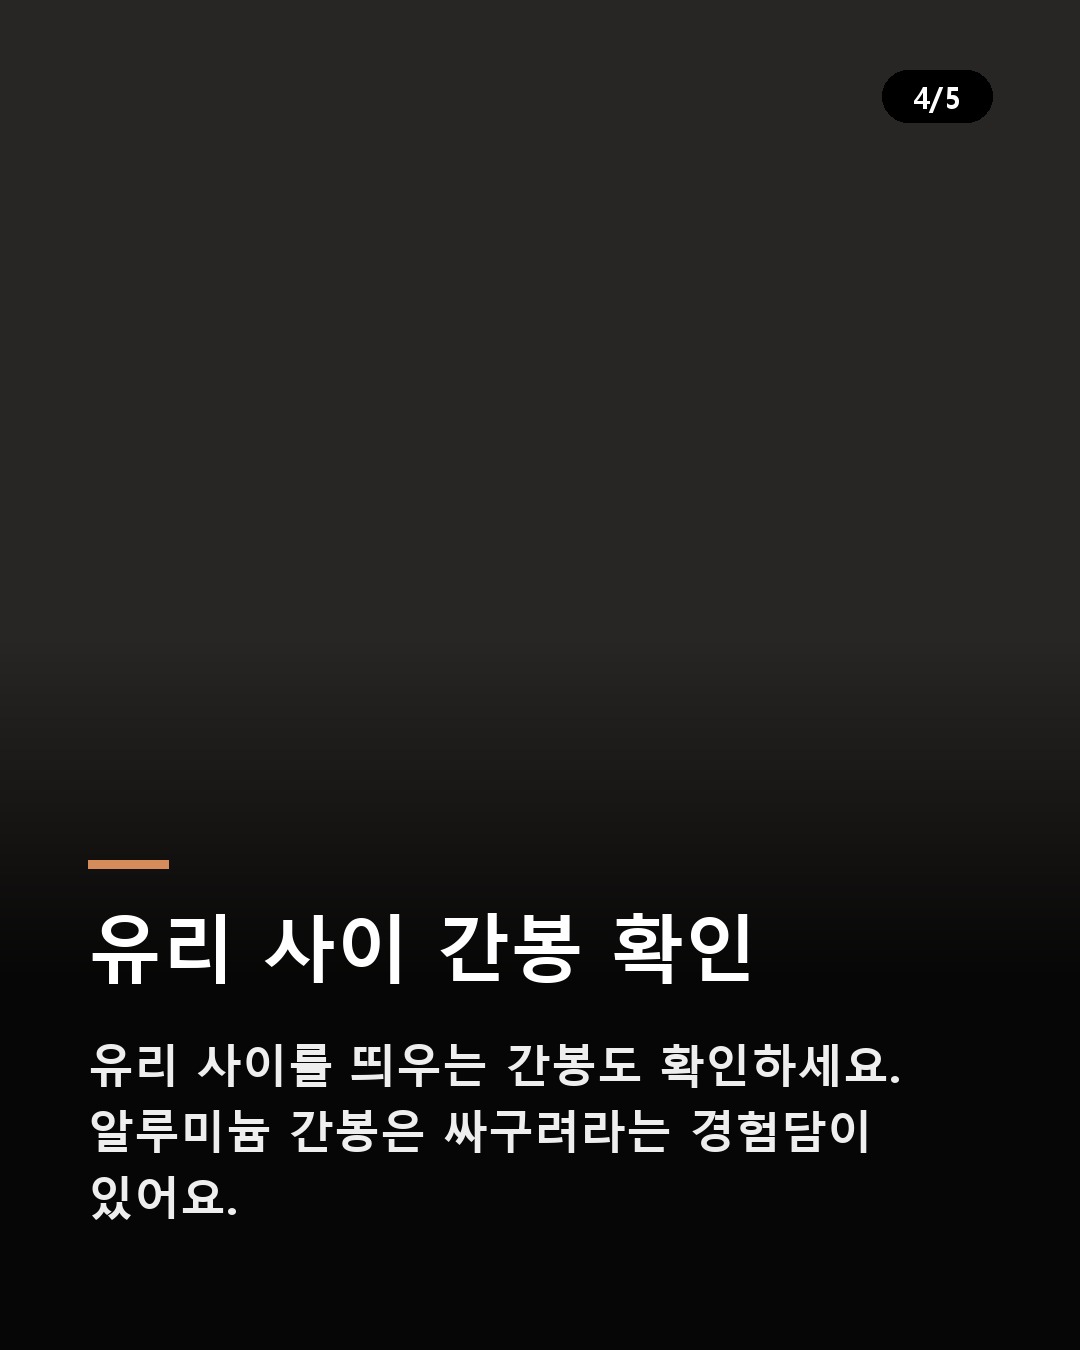 4/5
유리 사이 간봉 확인
유리 사이를 띄우는 간봉도 확인하세요.
알루미늄 간봉은 싸구려라는 경험담이
있어요.